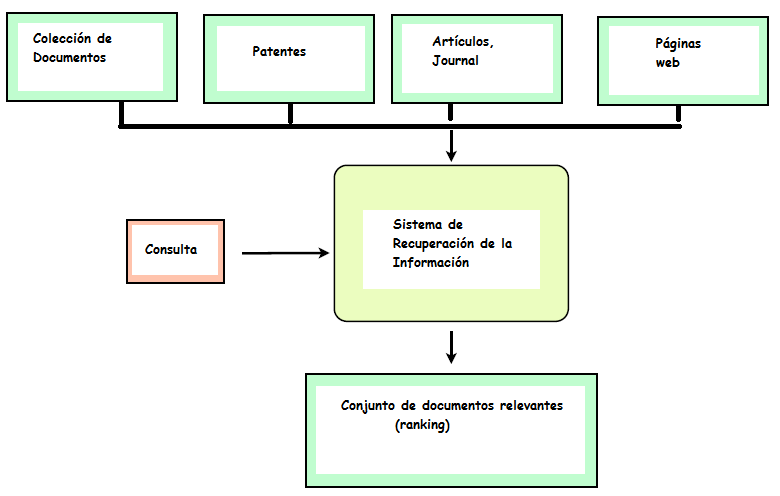 Colección de
Documentos
Patentes
Artículos,
Journal
Páginas
web
Consulta
Sistema de
Recuperación de la
Información
Conjunto de documentos relevantes
(ranking)